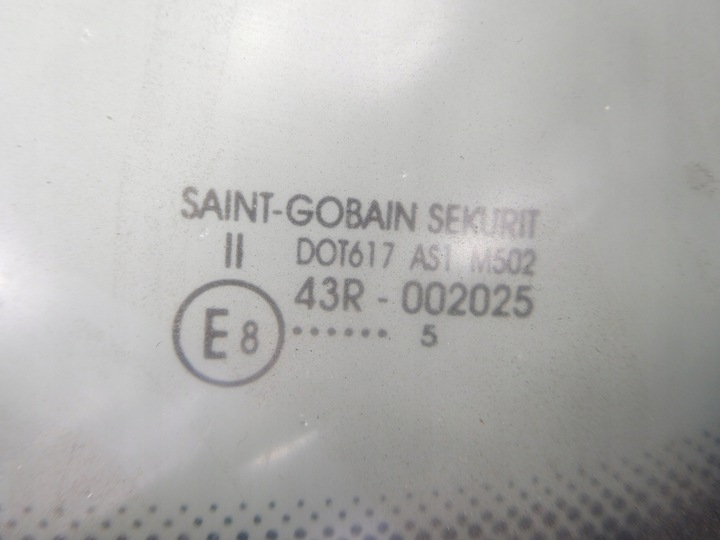 SAINT-GOBAIN SEKURIT
II DOT617 AS1 M502
43R - 002025
E8 ······ 5